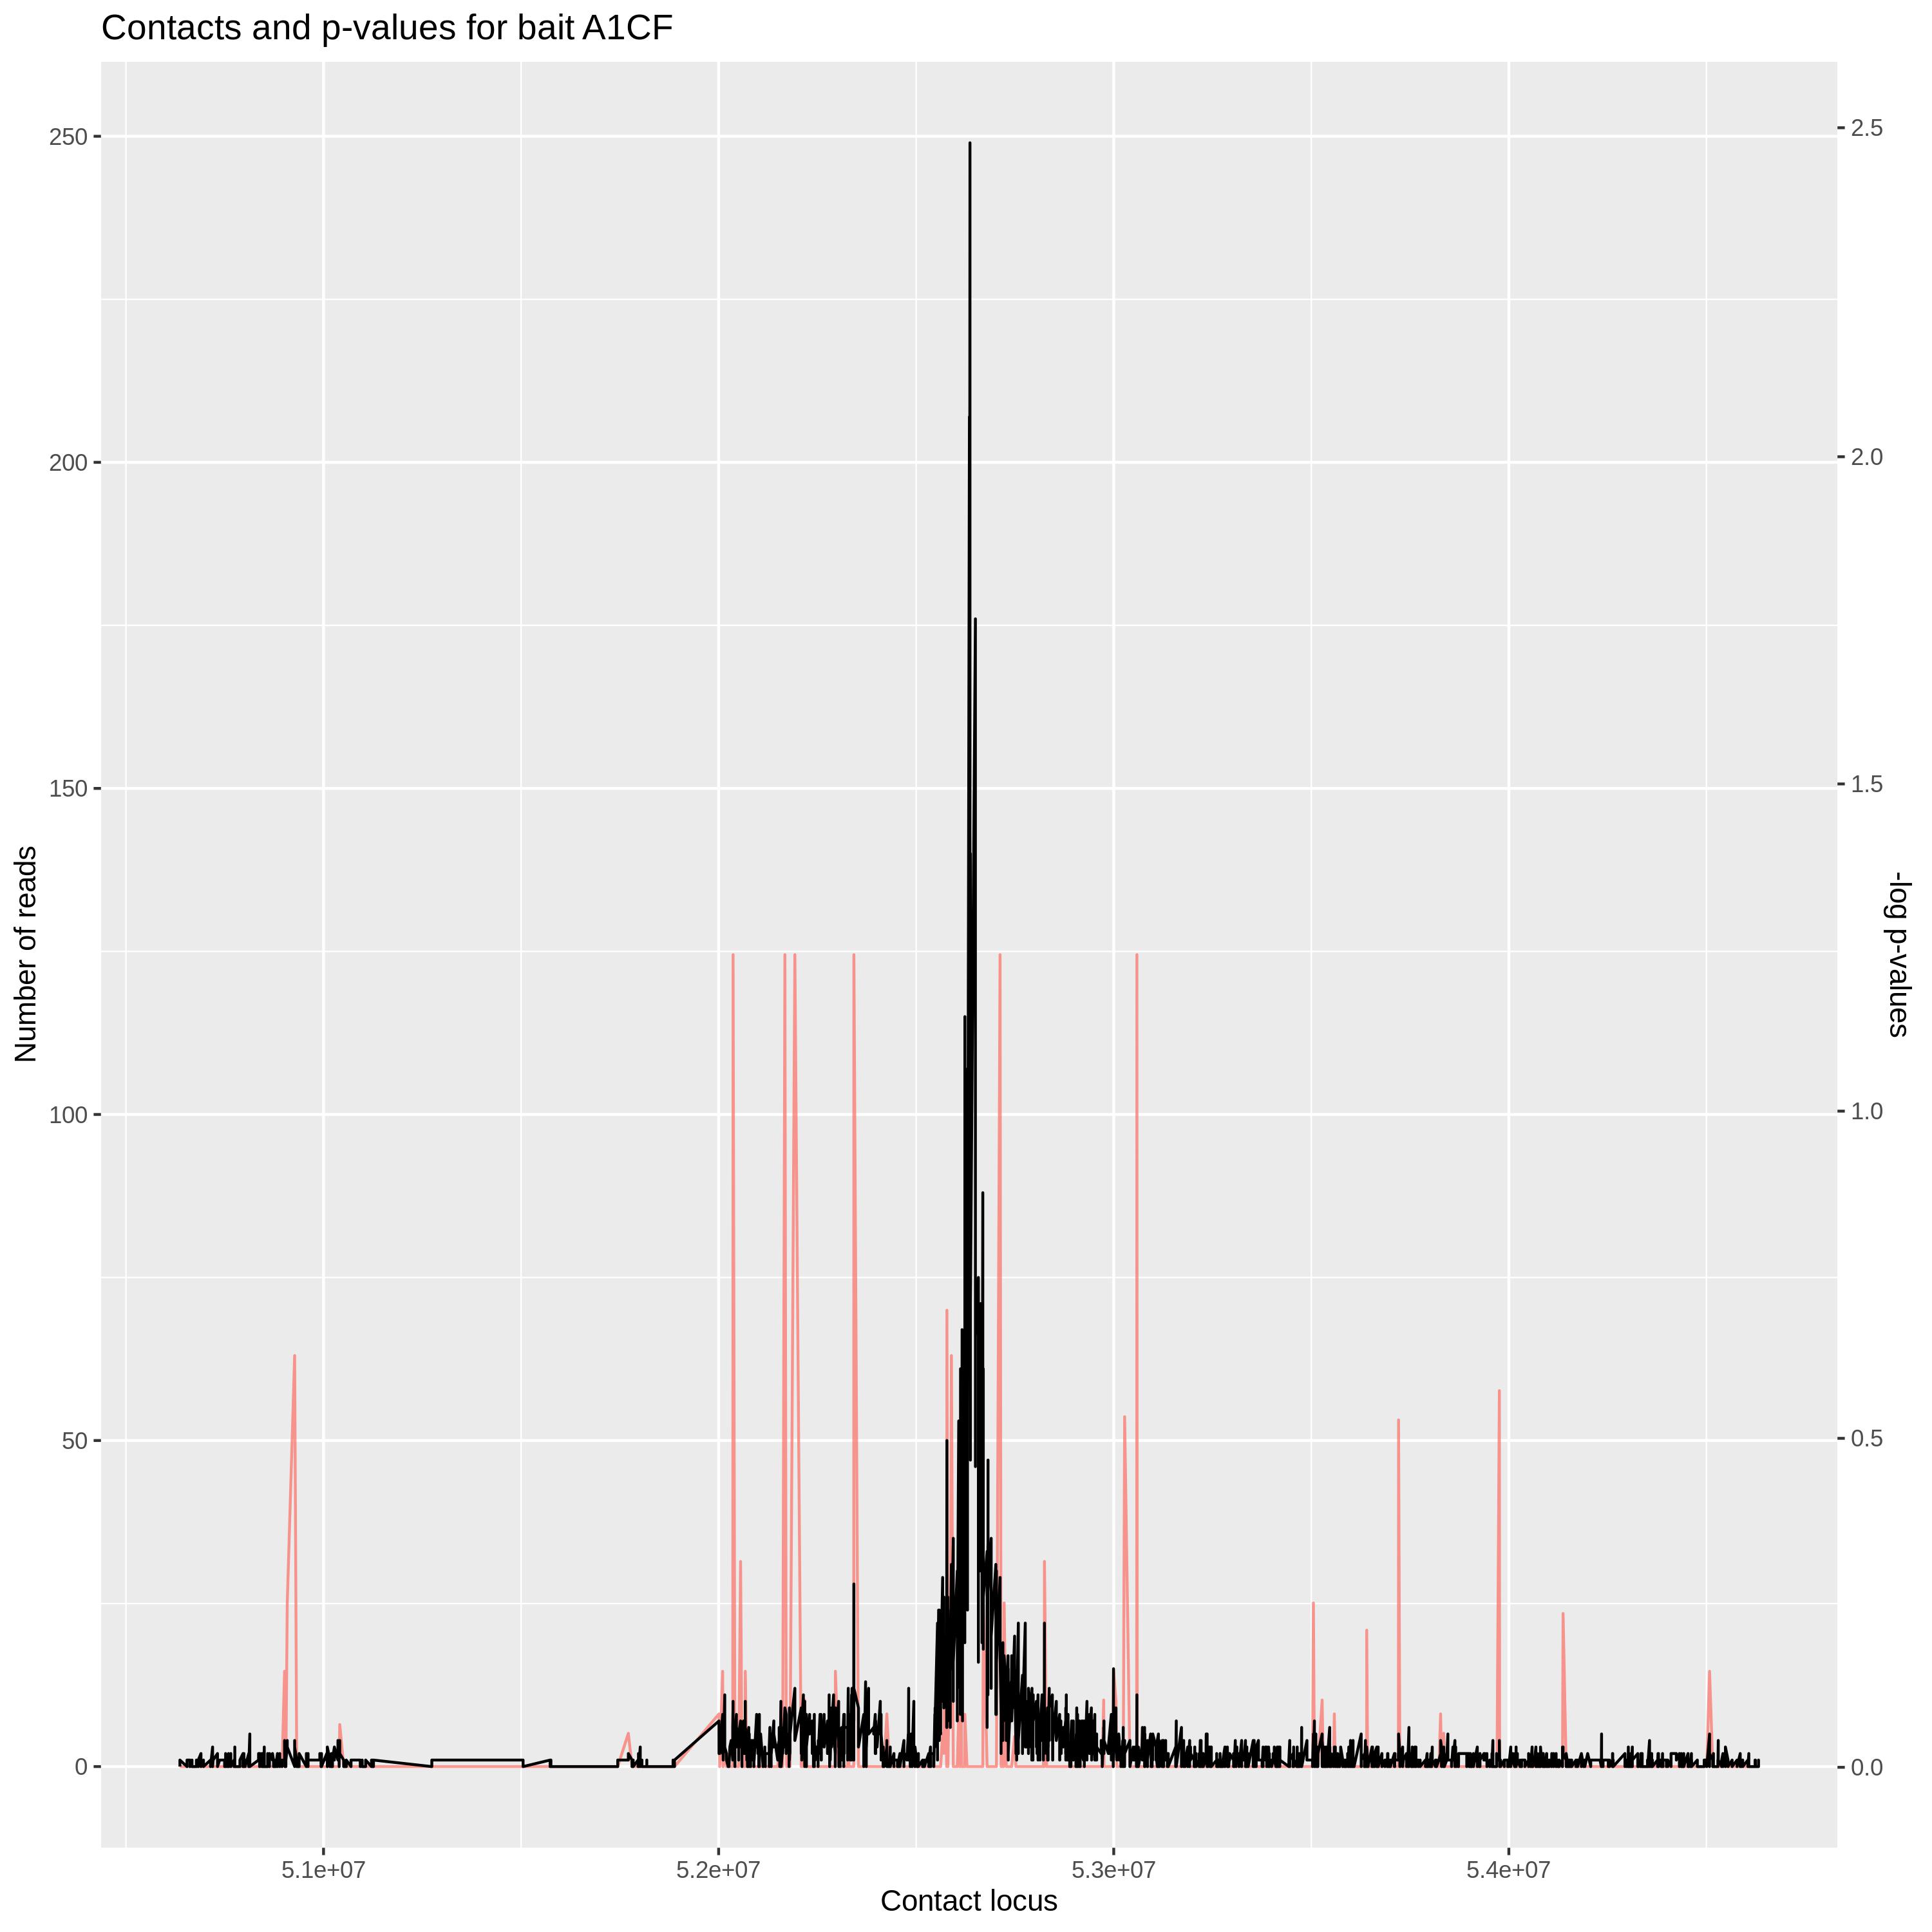 Contacts and p-values for bait A1CF
250
200
150
100
50
0
Number of reads
2.5
2.0
1.5
1.0
0.5
0.0
-log p-values
5.1e+07 5.2e+07 5.3e+07 5.4e+07
Contact locus